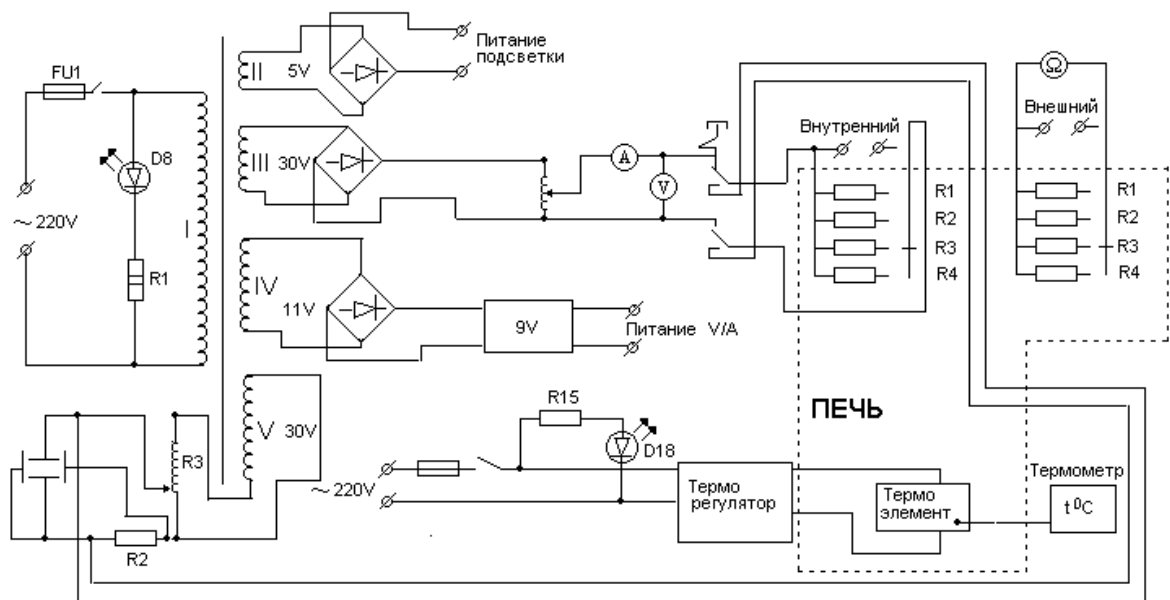 FU1
D8
~ 220V
R1
I
II
5V
Питание
подсветки
III
30V
A
V
Внутренний
R1
R2
R3
R4
Ω
Внешний
R1
R2
R3
R4
IV
11V
9V
Питание V/A
V
30V
R3
R2
~ 220V
R15
D18
Термо
регулятор
ПЕЧЬ
Термо
элемент
Термометр
t⁰C